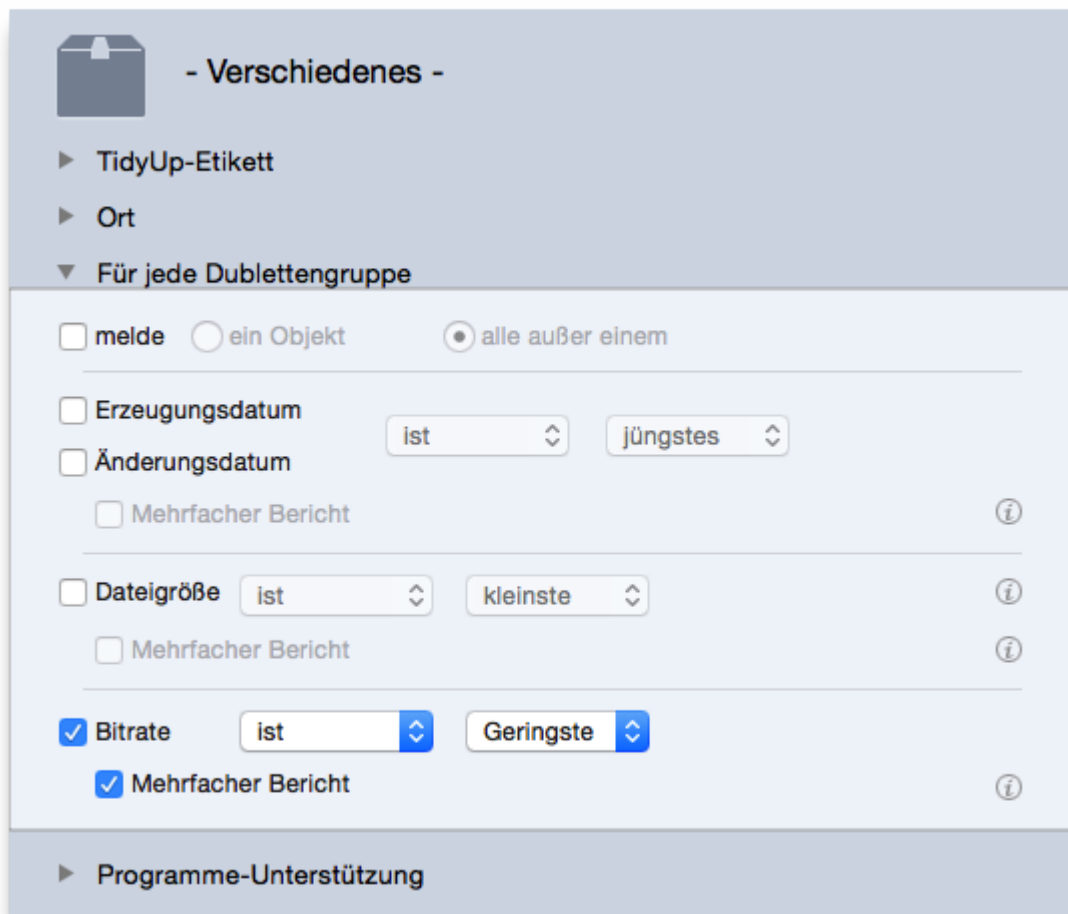 - Verschiedenes -
TidyUp-Etikett
Ort
Für jede Dublettengruppe
melde ein Objekt alle außer einem
Erzeugungsdatum
ist jüngstes
Änderungsdatum
Mehrfacher Bericht
Dateigröße ist kleinste
Mehrfacher Bericht
Bitrate ist Geringste
Mehrfacher Bericht
Programme-Unterstützung